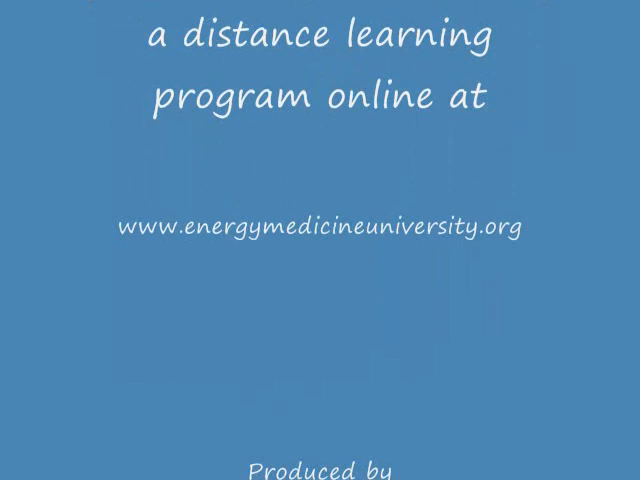 a distance learning
program online at
www.energymedicineuniversity.org
Produced by